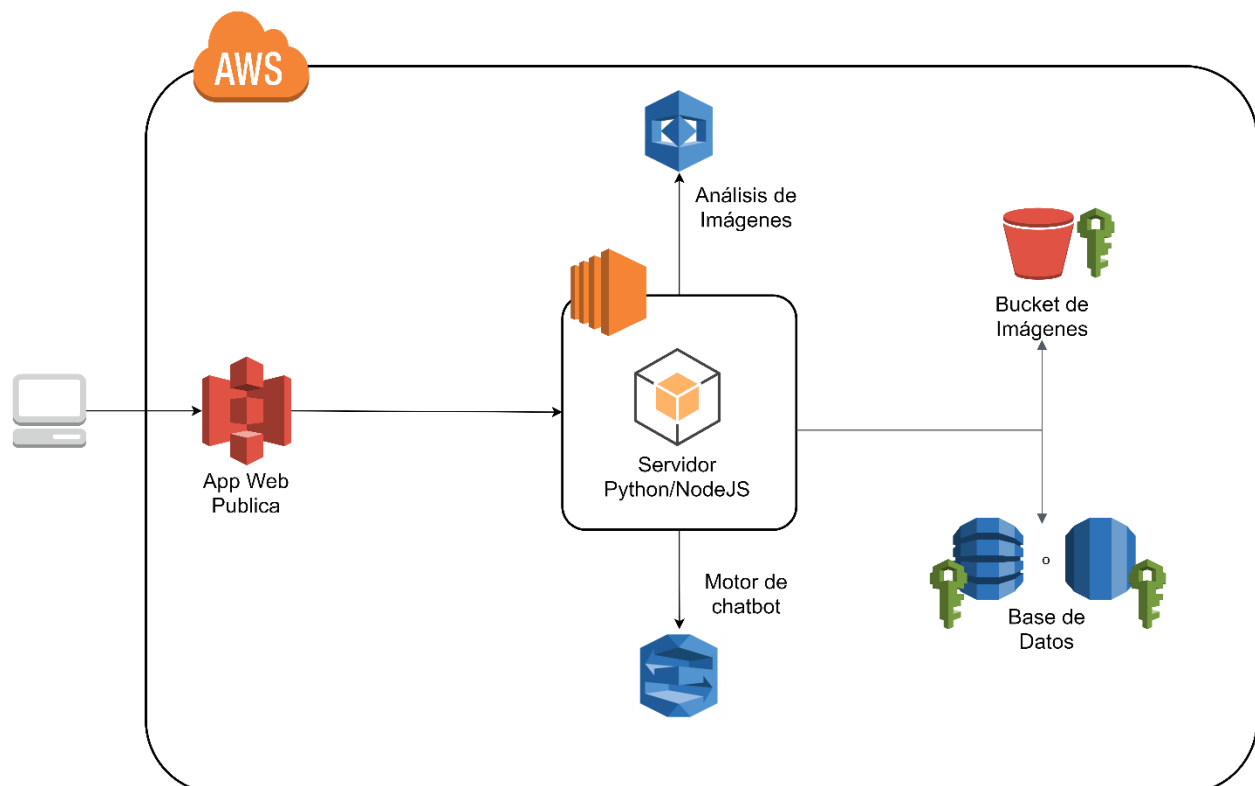 AWS
Análisis de
Imágenes
Bucket de
Imágenes
App Web
Publica
Servidor
Python/NodeJS
Motor de
chatbot
o
Base de
Datos